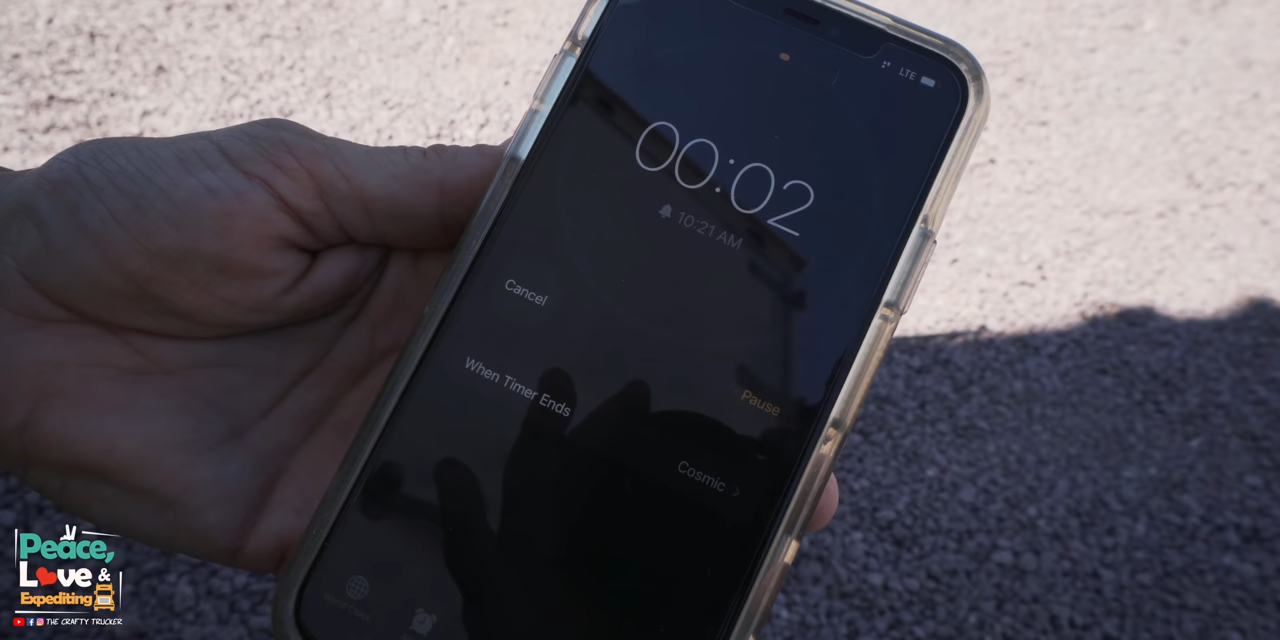 LTE
00:02
10:21 AM
Cancel
Pause
When Timer Ends
Cosmic >
Peace,
Love &
Expediting
THE CRAFTY TRUCKER